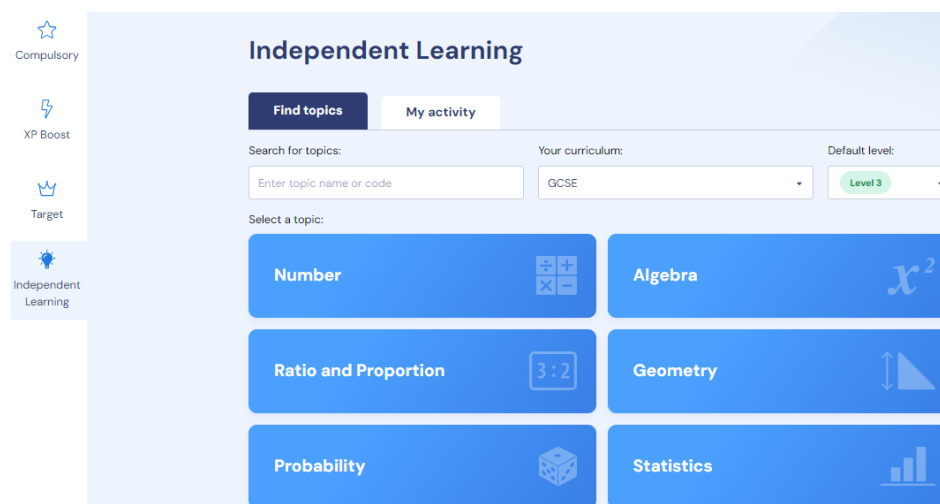 Compulsory
XP Boost
Target
Independent
Learning
Independent Learning
Find topics
My activity
Search for topics:
Your curriculum:
Default level:
Enter topic name or code
GCSE
Level 3
Select a topic:
Number
÷ + × −
Algebra
x²
Ratio and Proportion
3:2
Geometry
Probability
Statistics